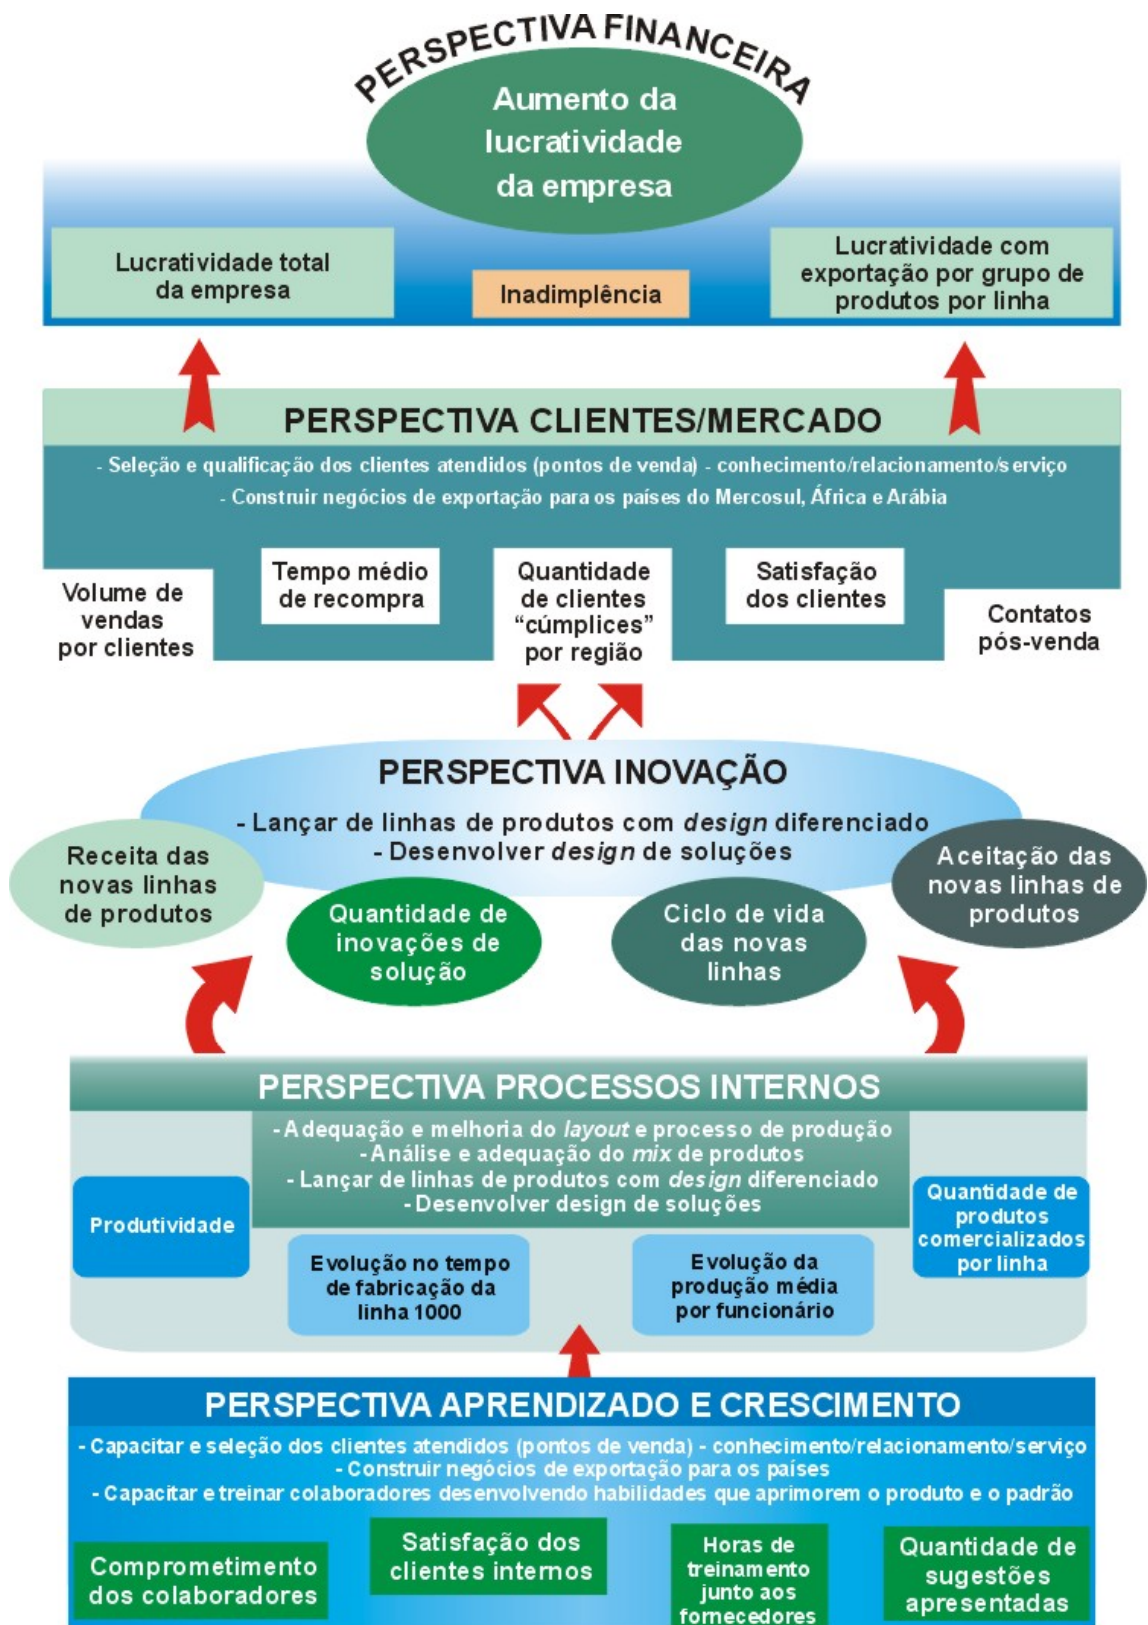 PERSPECTIVA FINANCEIRA
Aumento da
lucratividade
da empresa
Lucratividade total
da empresa
Inadimplência
Lucratividade com
exportação por grupo de
produtos por linha
PERSPECTIVA CLIENTES/MERCADO
- Seleção e qualificação dos clientes atendidos (pontos de venda) - conhecimento/relacionamento/serviço
- Construir negócios de exportação para os países do Mercosul, África e Arábia
Volume de
vendas
por clientes
Tempo médio
de recompra
Quantidade
de clientes
“cúmplices”
por região
Satisfação
dos clientes
Contatos
pós-venda
PERSPECTIVA INOVAÇÃO
- Lançar de linhas de produtos com design diferenciado
- Desenvolver design de soluções
Receita das
novas linhas
de produtos
Quantidade de
inovações de
solução
Ciclo de vida
das novas
linhas
Aceitação das
novas linhas de
produtos
PERSPECTIVA PROCESSOS INTERNOS
- Adequação e melhoria do layout e processo de produção
- Análise e adequação do mix de produtos
- Lançar de linhas de produtos com design diferenciado
- Desenvolver design de soluções
Produtividade
Evolução no tempo
de fabricação da
linha 1000
Evolução da
produção média
por funcionário
Quantidade de
produtos
comercializados
por linha
PERSPECTIVA APRENDIZADO E CRESCIMENTO
- Capacitar e seleção dos clientes atendidos (pontos de venda) - conhecimento/relacionamento/serviço
- Construir negócios de exportação para os países
- Capacitar e treinar colaboradores desenvolvendo habilidades que aprimorem o produto e o padrão
Comprometimento
dos colaboradores
Satisfação dos
clientes internos
Horas de
treinamento
junto aos
fornecedores
Quantidade de
sugestões
apresentadas